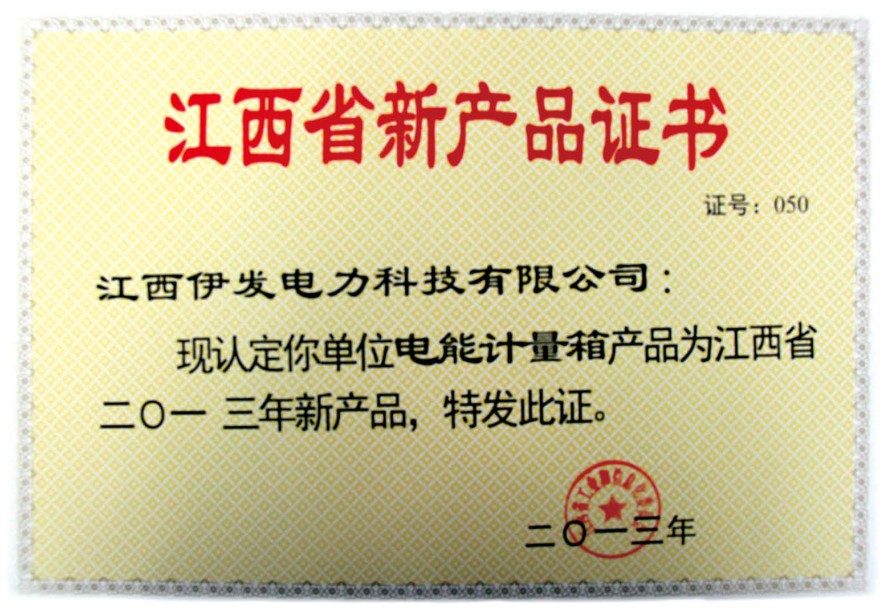 江西省新产品证书
证号：050
江西伊发电力科技有限公司：
现认定你单位电能计量箱产品为江西省
二〇一三年新产品，特发此证。
二〇一三年